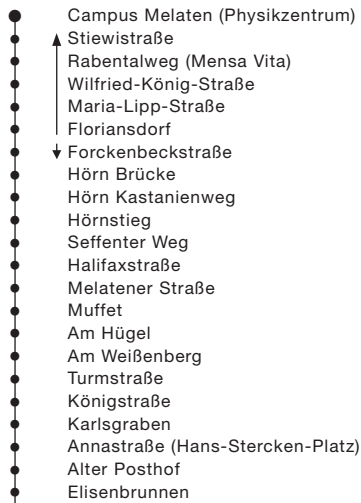 Campus Melaten (Physikzentrum)
Stiewistraße
Rabentalweg (Mensa Vita)
Wilfried-König-Straße
Maria-Lipp-Straße
Floriansdorf
Forckenbeckstraße
Hörn Brücke
Hörn Kastanienweg
Hörnstieg
Seffenter Weg
Halifaxstraße
Melatener Straße
Muffet
Am Hügel
Am Weißenberg
Turmstraße
Königstraße
Karlsgraben
Annastraße (Hans-Stercken-Platz)
Alter Posthof
Elisenbrunnen